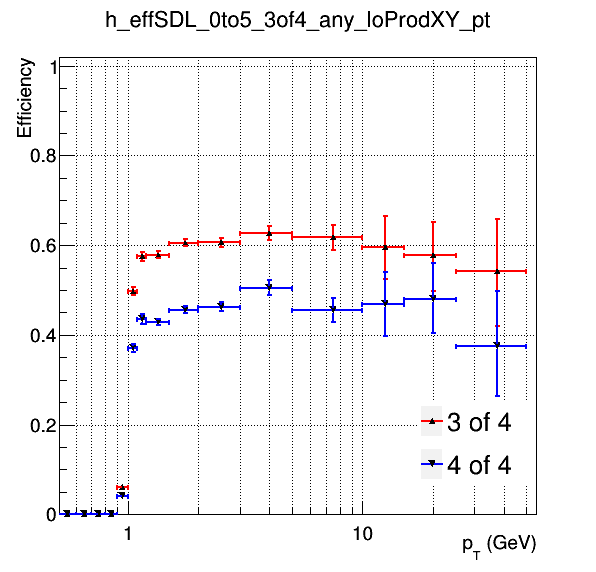 h_effSDL_0to5_3of4_any_loProdXY_pt
Efficiency
1
0.8
0.6
0.4
0.2
0
3 of 4
4 of 4
1
10
p_T (GeV)